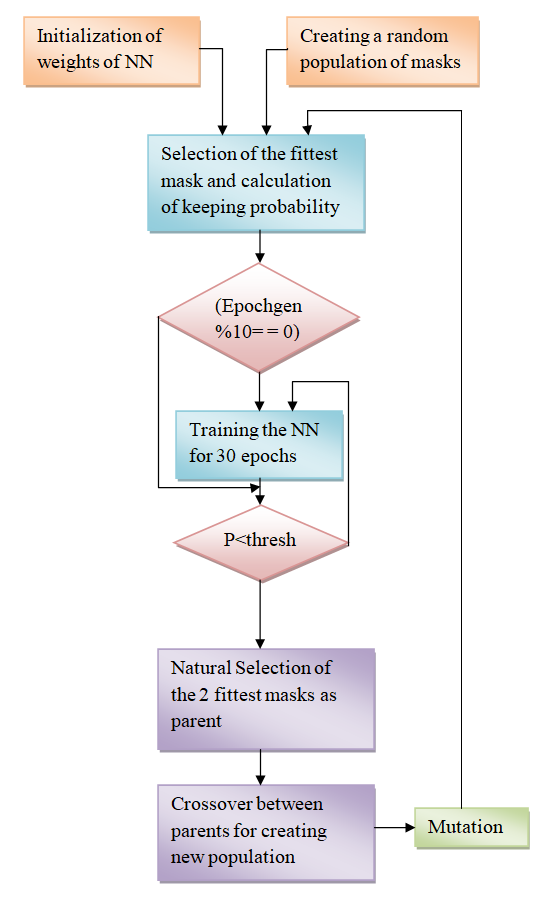 Initialization of
weights of NN
Creating a random
population of masks
Selection of the fittest
mask and calculation
of keeping probability
(Epochgen
%10= = 0)
Training the NN
for 30 epochs
P<thresh
Natural Selection of
the 2 fittest masks as
parent
Crossover between
parents for creating
new population
Mutation